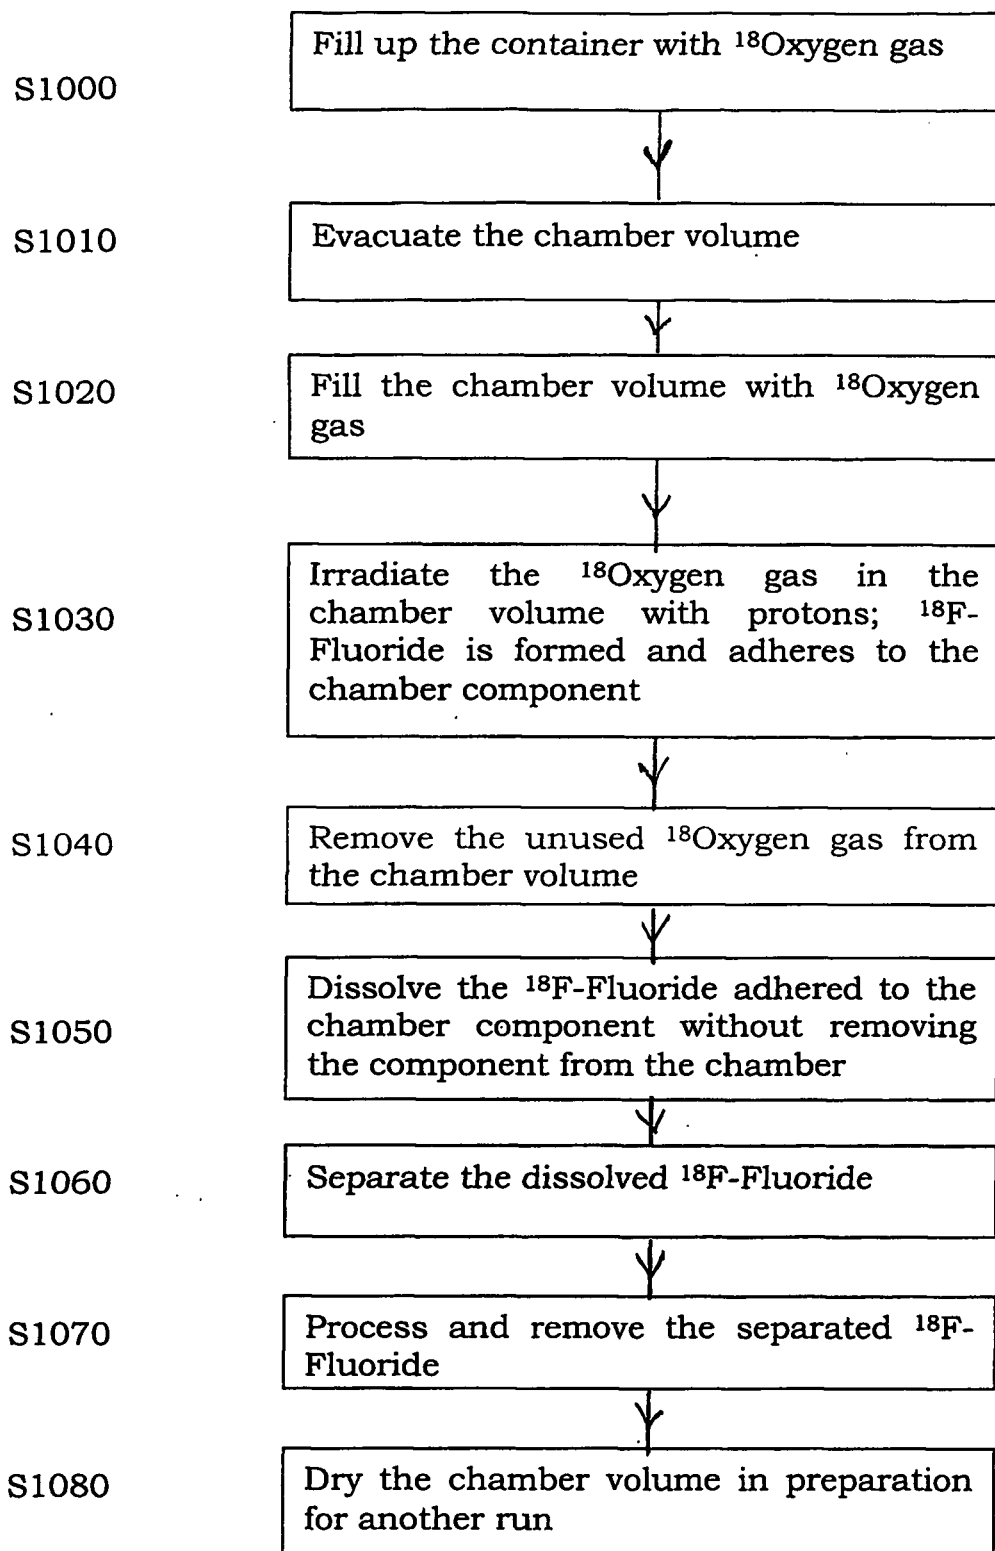 Fill up the container with ¹⁸Oxygen gas
S1000
S1010
Evacuate the chamber volume
S1020
Fill the chamber volume with ¹⁸Oxygen
gas
S1030
Irradiate the ¹⁸Oxygen gas in the
chamber volume with protons; ¹⁸F-
Fluoride is formed and adheres to the
chamber component
S1040
Remove the unused ¹⁸Oxygen gas from
the chamber volume
S1050
Dissolve the ¹⁸F-Fluoride adhered to the
chamber component without removing
the component from the chamber
S1060
Separate the dissolved ¹⁸F-Fluoride
S1070
Process and remove the separated ¹⁸F-
Fluoride
S1080
Dry the chamber volume in preparation
for another run